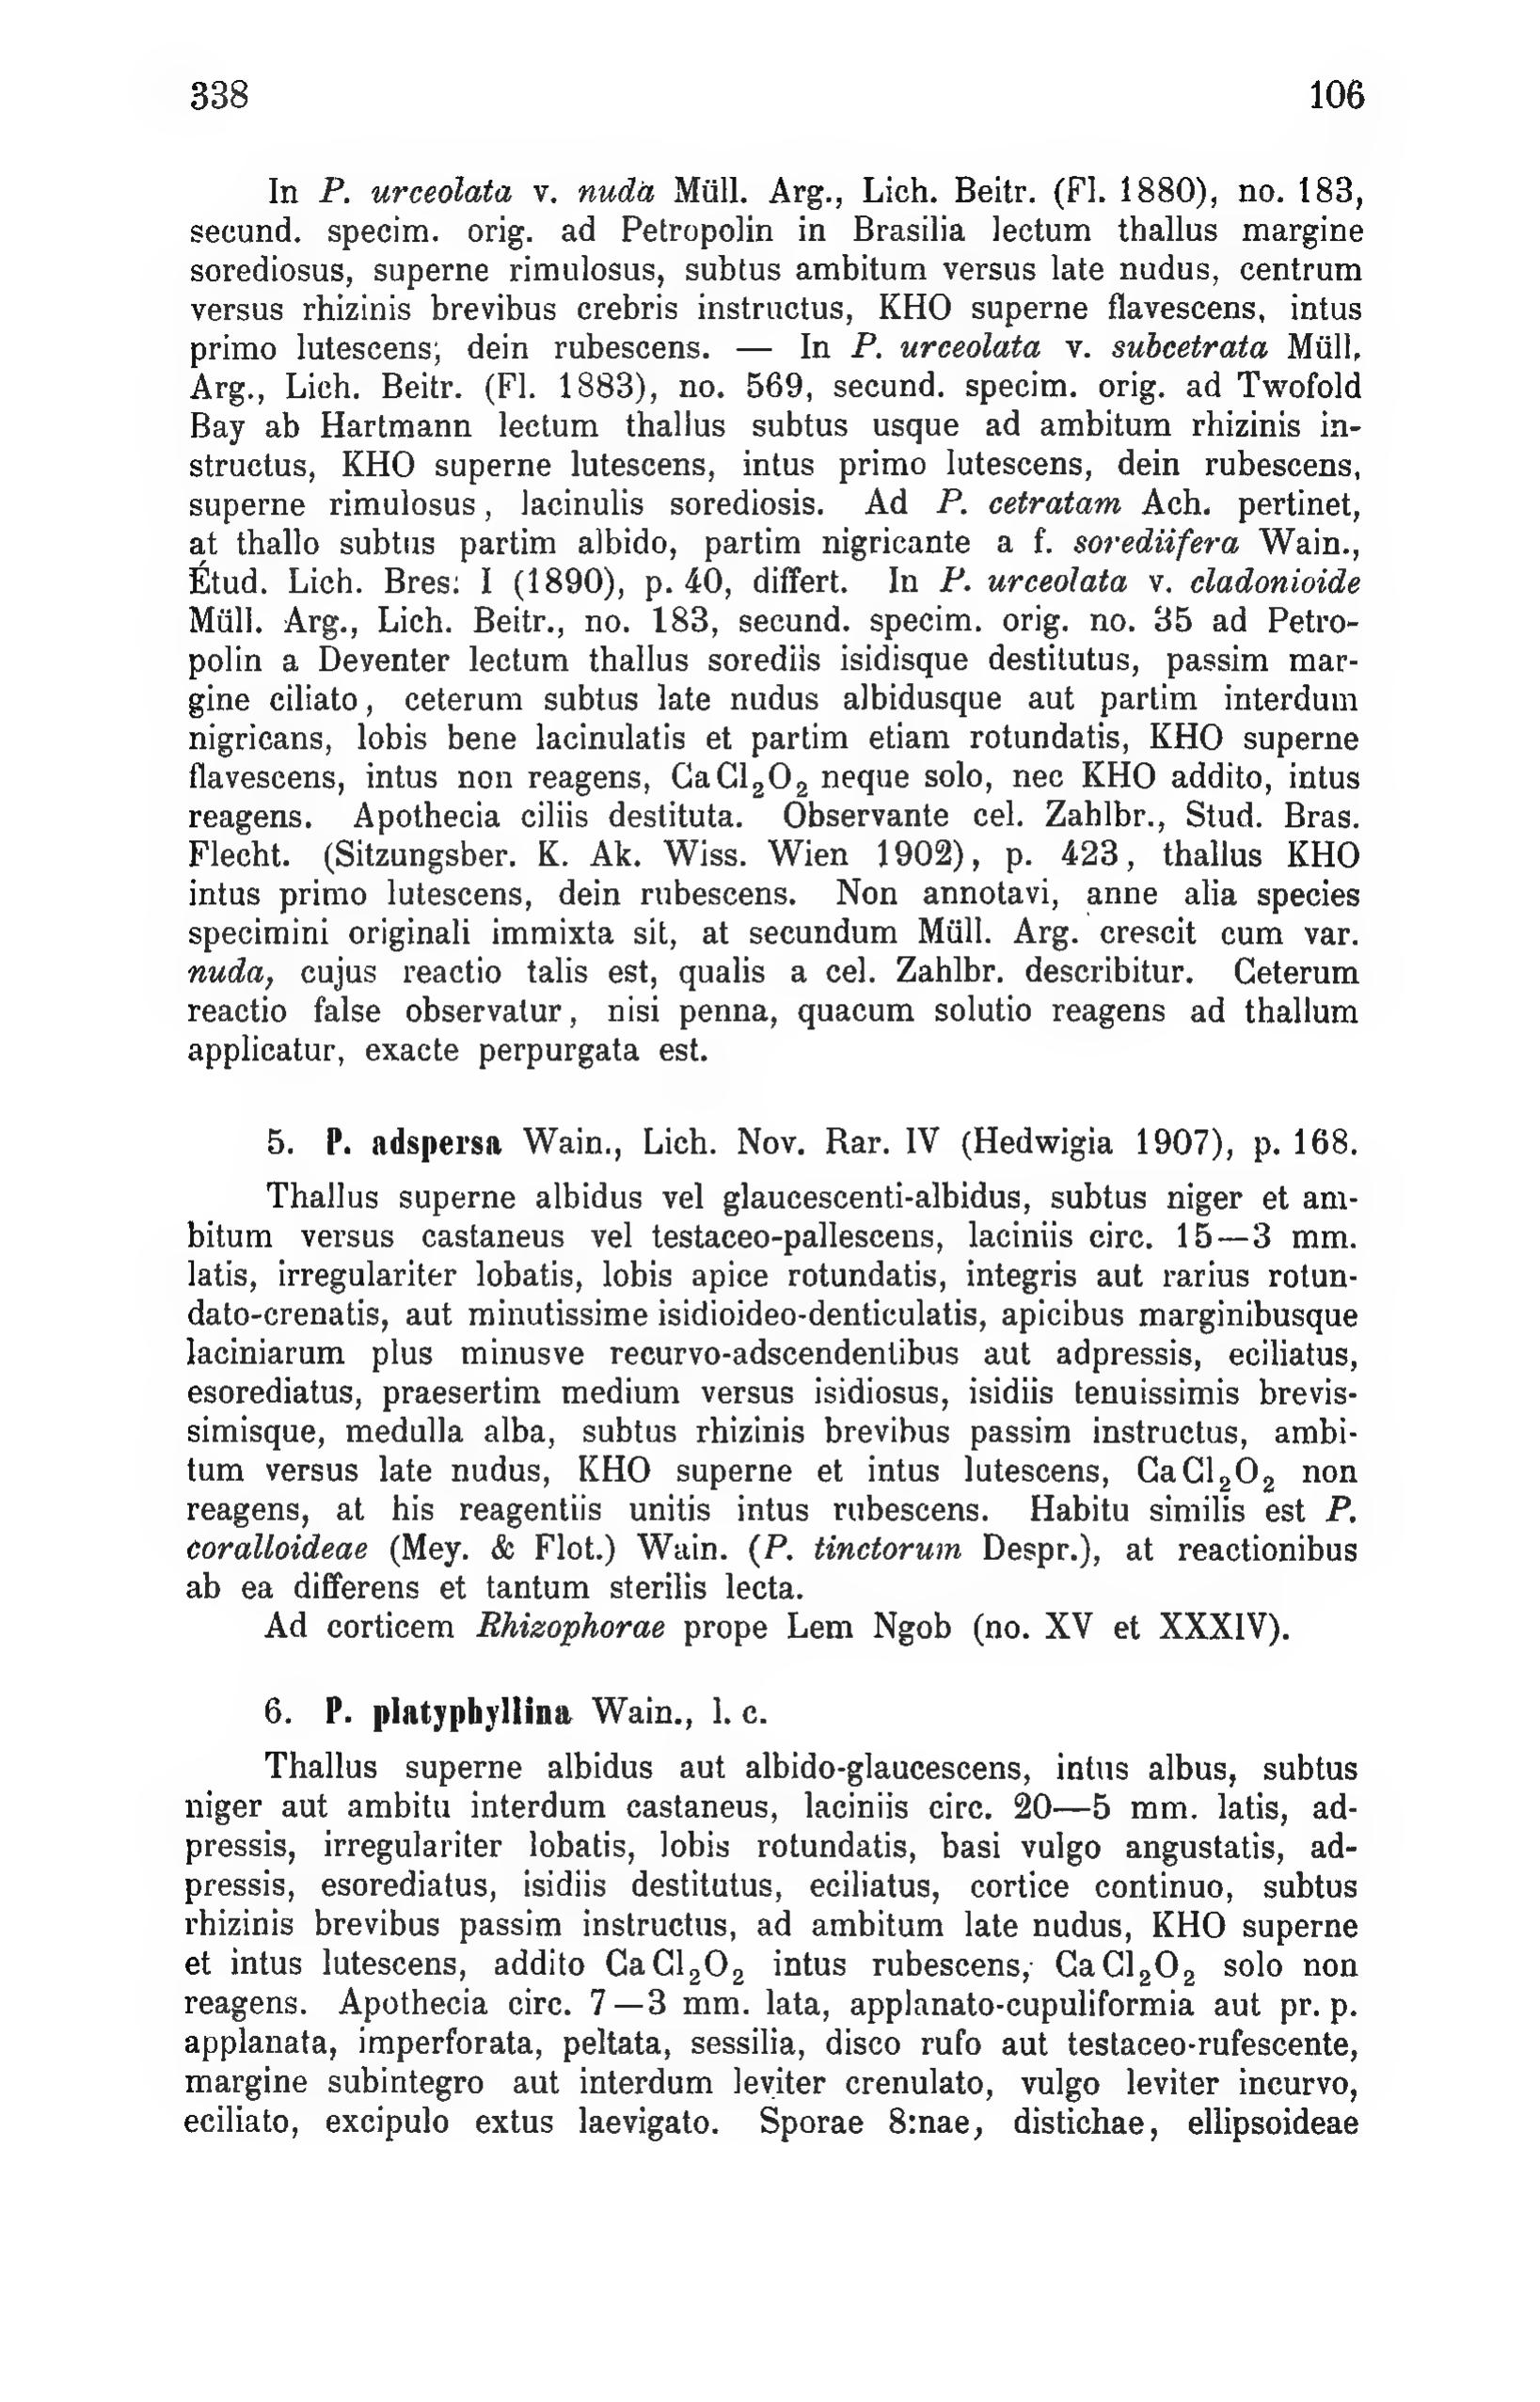 338 106
In P. urceolata v. nuda Müll. Arg., Lich. Beitr. (Fl. 1880), no. 183,
secund. specim. orig. ad Petropolin in Brasilia lectum thallus margine
sorediosus, superne rimulosus, subtus ambitum versus late nudus, centrum
versus rhizinis brevibus crebris instructus, KHO superne flavescens, intus
primo lutescens; dein rubescens. — In P. urceolata v. subcetrata Müll.
Arg., Lich. Beitr. (Fl. 1883), no. 569, secund. specim. orig. ad Twofold
Bay ab Hartmann lectum thallus subtus usque ad ambitum rhizinis in-
structus, KHO superne lutescens, intus primo lutescens, dein rubescens,
superne rimulosus, lacinulis sorediosis. Ad P. cetratam Ach. pertinet,
at thallo subtus partim albido, partim nigricante a f. sorediifera Wain.,
Étud. Lich. Bres: I (1890), p. 40, differt. In P. urceolata v. cladonioide
Müll. Arg., Lich. Beitr., no. 183, secund. specim. orig. no. 35 ad Petro-
polin a Deventer lectum thallus sorediis isidisque destitutus, passim mar-
gine ciliato, ceterum subtus late nudus albidusque aut partim interdum
nigricans, lobis bene lacinulatis et partim etiam rotundatis, KHO superne
flavescens, intus non reagens, CaCl₂O₂ neque solo, nec KHO addito, intus
reagens. Apothecia ciliis destituta. Observante cel. Zahlbr., Stud. Bras.
Flecht. (Sitzungsber. K. Ak. Wiss. Wien 1902), p. 423, thallus KHO
intus primo lutescens, dein rubescens. Non annotavi, anne alia species
specimini originali immixta sit, at secundum Müll. Arg. crescit cum var.
nuda, cujus reactio talis est, qualis a cel. Zahlbr. describitur. Ceterum
reactio false observatur, nisi penna, quacum solutio reagens ad thallum
applicatur, exacte perpurgata est.
5. P. adspersa Wain., Lich. Nov. Rar. IV (Hedwigia 1907), p. 168.
Thallus superne albidus vel glaucescenti-albidus, subtus niger et am-
bitum versus castaneus vel testaceo-pallescens, laciniis circ. 15—3 mm.
latis, irregulariter lobatis, lobis apice rotundatis, integris aut rarius rotun-
dato-crenatis, aut minutissime isidioideo-denticulatis, apicibus marginibusque
laciniarum plus minusve recurvo-adscendentibus aut adpressis, eciliatus,
esorediatus, praesertim medium versus isidiosus, isidiis tenuissimis brevis-
simisque, medulla alba, subtus rhizinis brevibus passim instructus, ambi-
tum versus late nudus, KHO superne et intus lutescens, CaCl₂O₂ non
reagens, at his reagentiis unitis intus rubescens. Habitu similis est P.
coralloideae (Mey. & Flot.) Wain. (P. tinctorum Despr.), at reactionibus
ab ea differens et tantum sterilis lecta.
Ad corticem Rhizophorae prope Lem Ngob (no. XV et XXXIV).
6. P. platyphyllina Wain., l. c.
Thallus superne albidus aut albido-glaucescens, intus albus, subtus
niger aut ambitu interdum castaneus, laciniis circ. 20—5 mm. latis, ad-
pressis, irregulariter lobatis, lobis rotundatis, basi vulgo angustatis, ad-
pressis, esorediatus, isidiis destitutus, eciliatus, cortice continuo, subtus
rhizinis brevibus passim instructus, ad ambitum late nudus, KHO superne
et intus lutescens, addito CaCl₂O₂ intus rubescens, CaCl₂O₂ solo non
reagens. Apothecia circ. 7—3 mm. lata, applanato-cupuliformia aut pr. p.
applanata, imperforata, peltata, sessilia, disco rufo aut testaceo-rufescente,
margine subintegro aut interdum leviter crenulato, vulgo leviter incurvo,
eciliato, excipulo extus laevigato. Sporae 8:nae, distichae, ellipsoideae